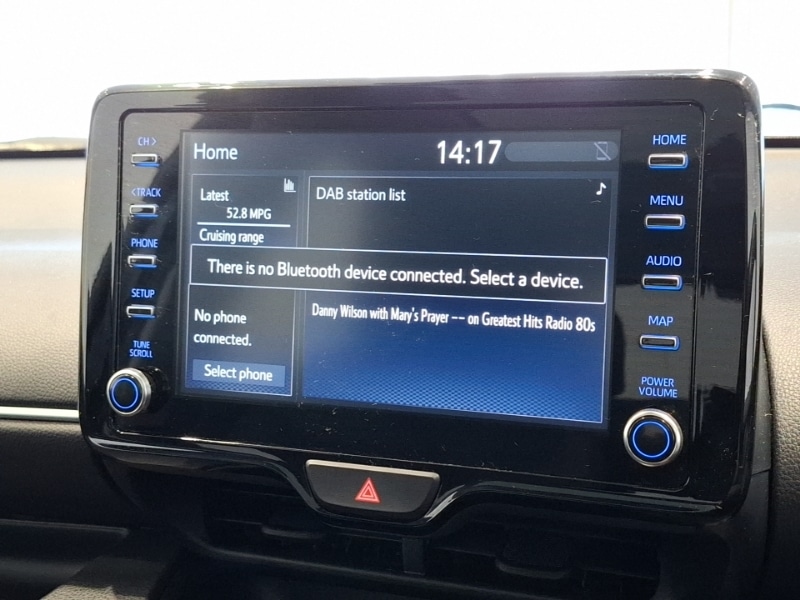 CH >
< TRACK
PHONE
SETUP
TUNE
SCROLL
Home
14:17
Latest
52.8 MPG
Cruising range
DAB station list
There is no Bluetooth device connected. Select a device.
No phone
connected.
Select phone
Danny Wilson with Mary's Prayer -- on Greatest Hits Radio 80s
HOME
MENU
AUDIO
MAP
POWER
VOLUME